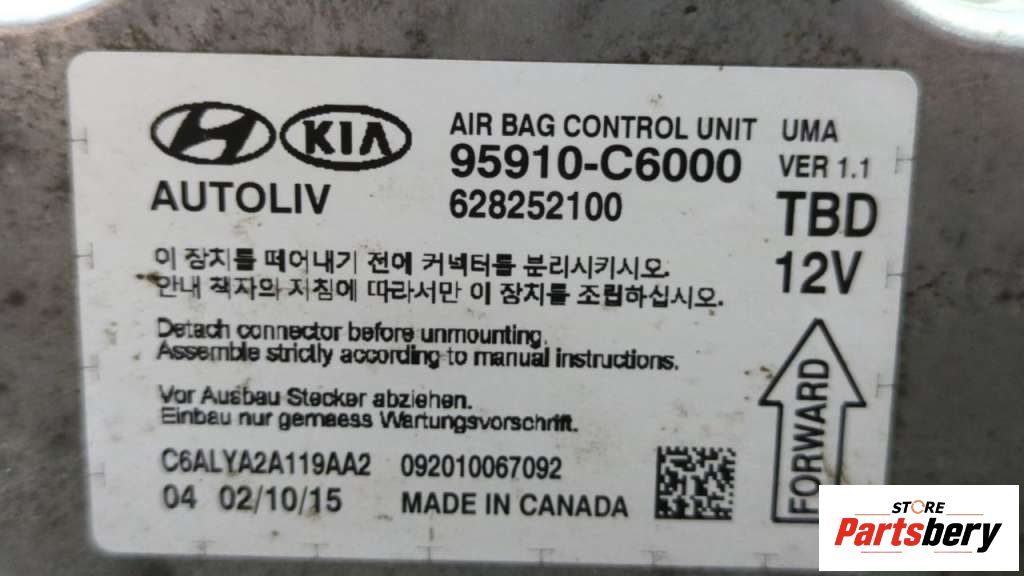 KIA
AUTOLIV
AIR BAG CONTROL UNIT
95910-C6000
628252100
UMA
VER 1.1
TBD
12V
이 장치를 떼어내기 전에 커넥터를 분리시키시오.
안내 책자의 지침에 따라서만 이 장치를 조립하십시오.
Detach connector before unmounting.
Assemble strictly according to manual instructions.
Vor Ausbau Stecker abziehen.
Einbau nur gemaess Wartungsvorschrift.
C6ALYA2A119AA2 092010067092
04 02/10/15 MADE IN CANADA
FORWARD
STORE
Partsbery